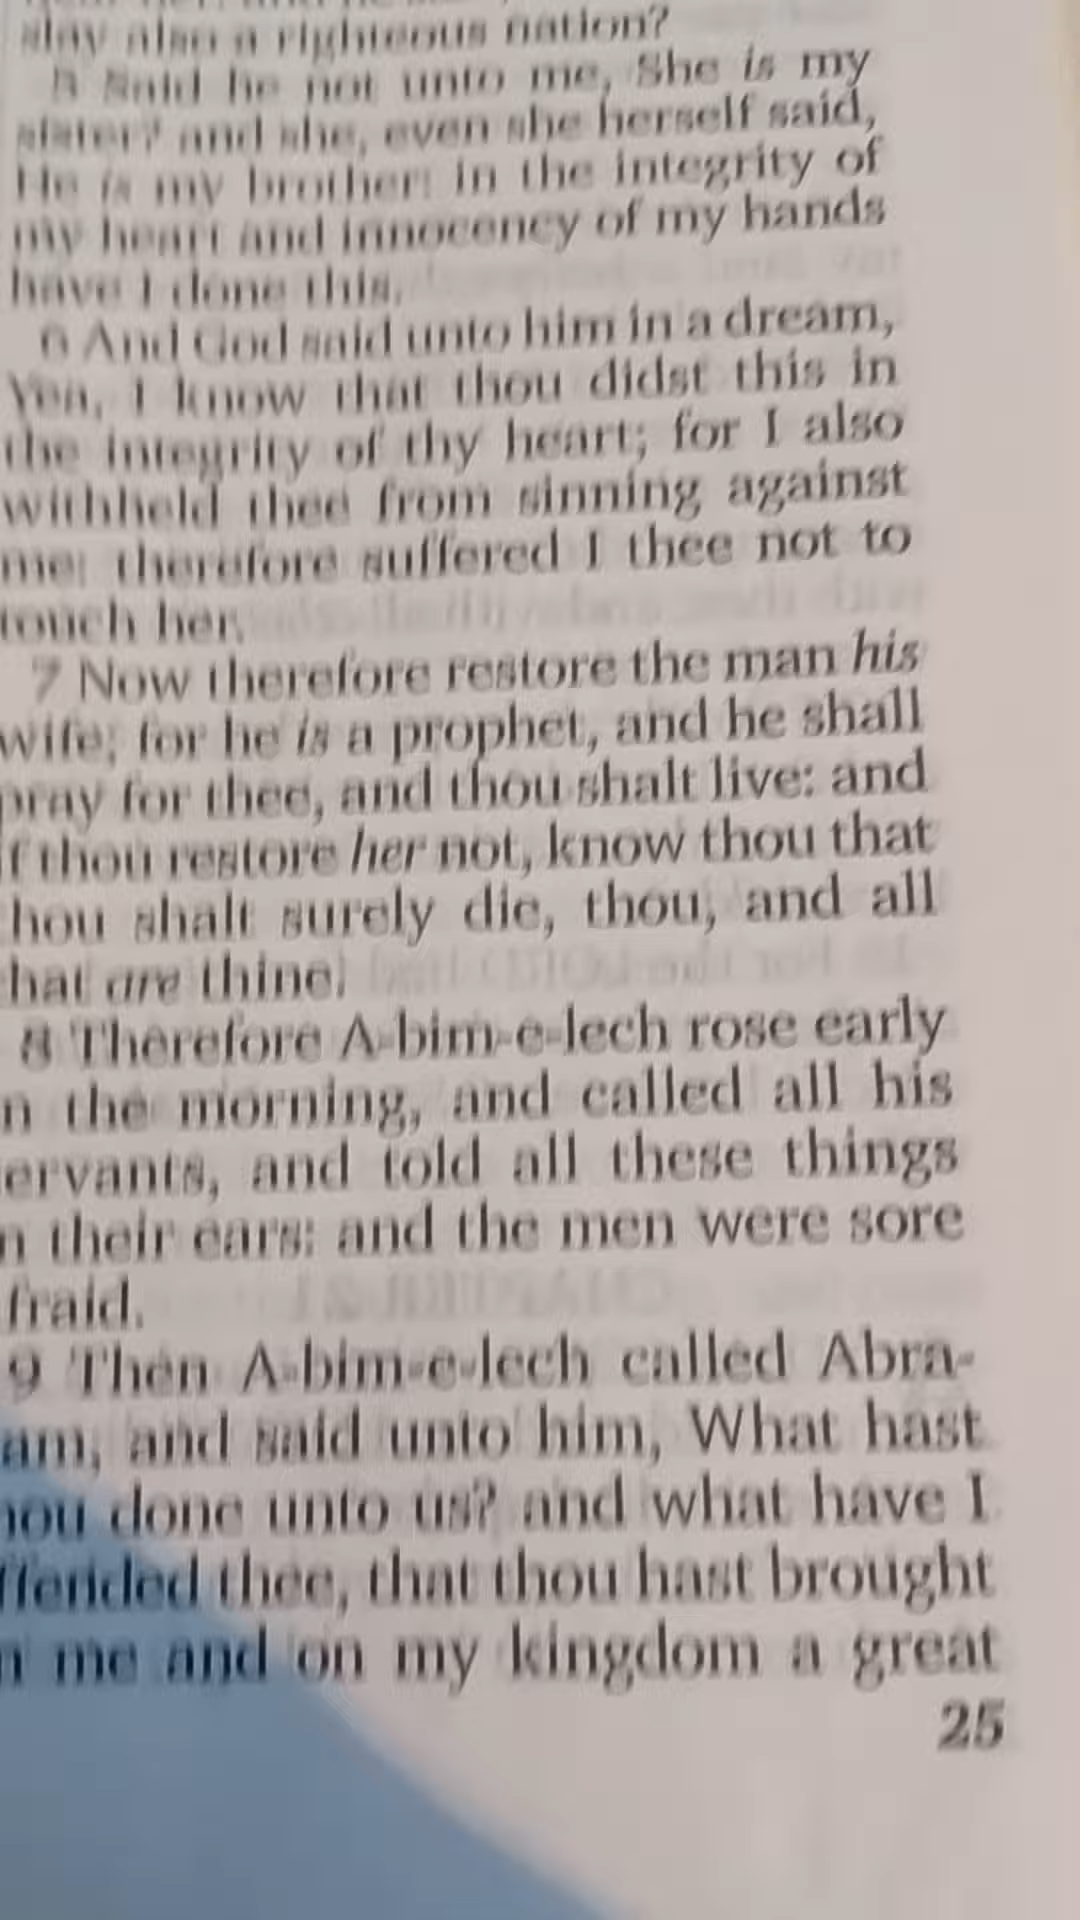 slay also a righteous nation?
5 Said he not unto me, She is my
sister? and she, even she herself said,
He is my brother: in the integrity of
my heart and innocency of my hands
have I done this.
6 And God said unto him in a dream,
Yea, I know that thou didst this in
the integrity of thy heart; for I also
withheld thee from sinning against
me: therefore suffered I thee not to
touch her.
7 Now therefore restore the man his
wife; for he is a prophet, and he shall
pray for thee, and thou shalt live: and
if thou restore her not, know thou that
hou shalt surely die, thou, and all
hat are thine.
8 Therefore A-bim-e-lech rose early
n the morning, and called all his
ervants, and told all these things
n their ears: and the men were sore
fraid.
9 Then A-bim-e-lech called Abra-
am, and said unto him, What hast
hou done unto us? and what have I
ffended thee, that thou hast brought
n me and on my kingdom a great
25